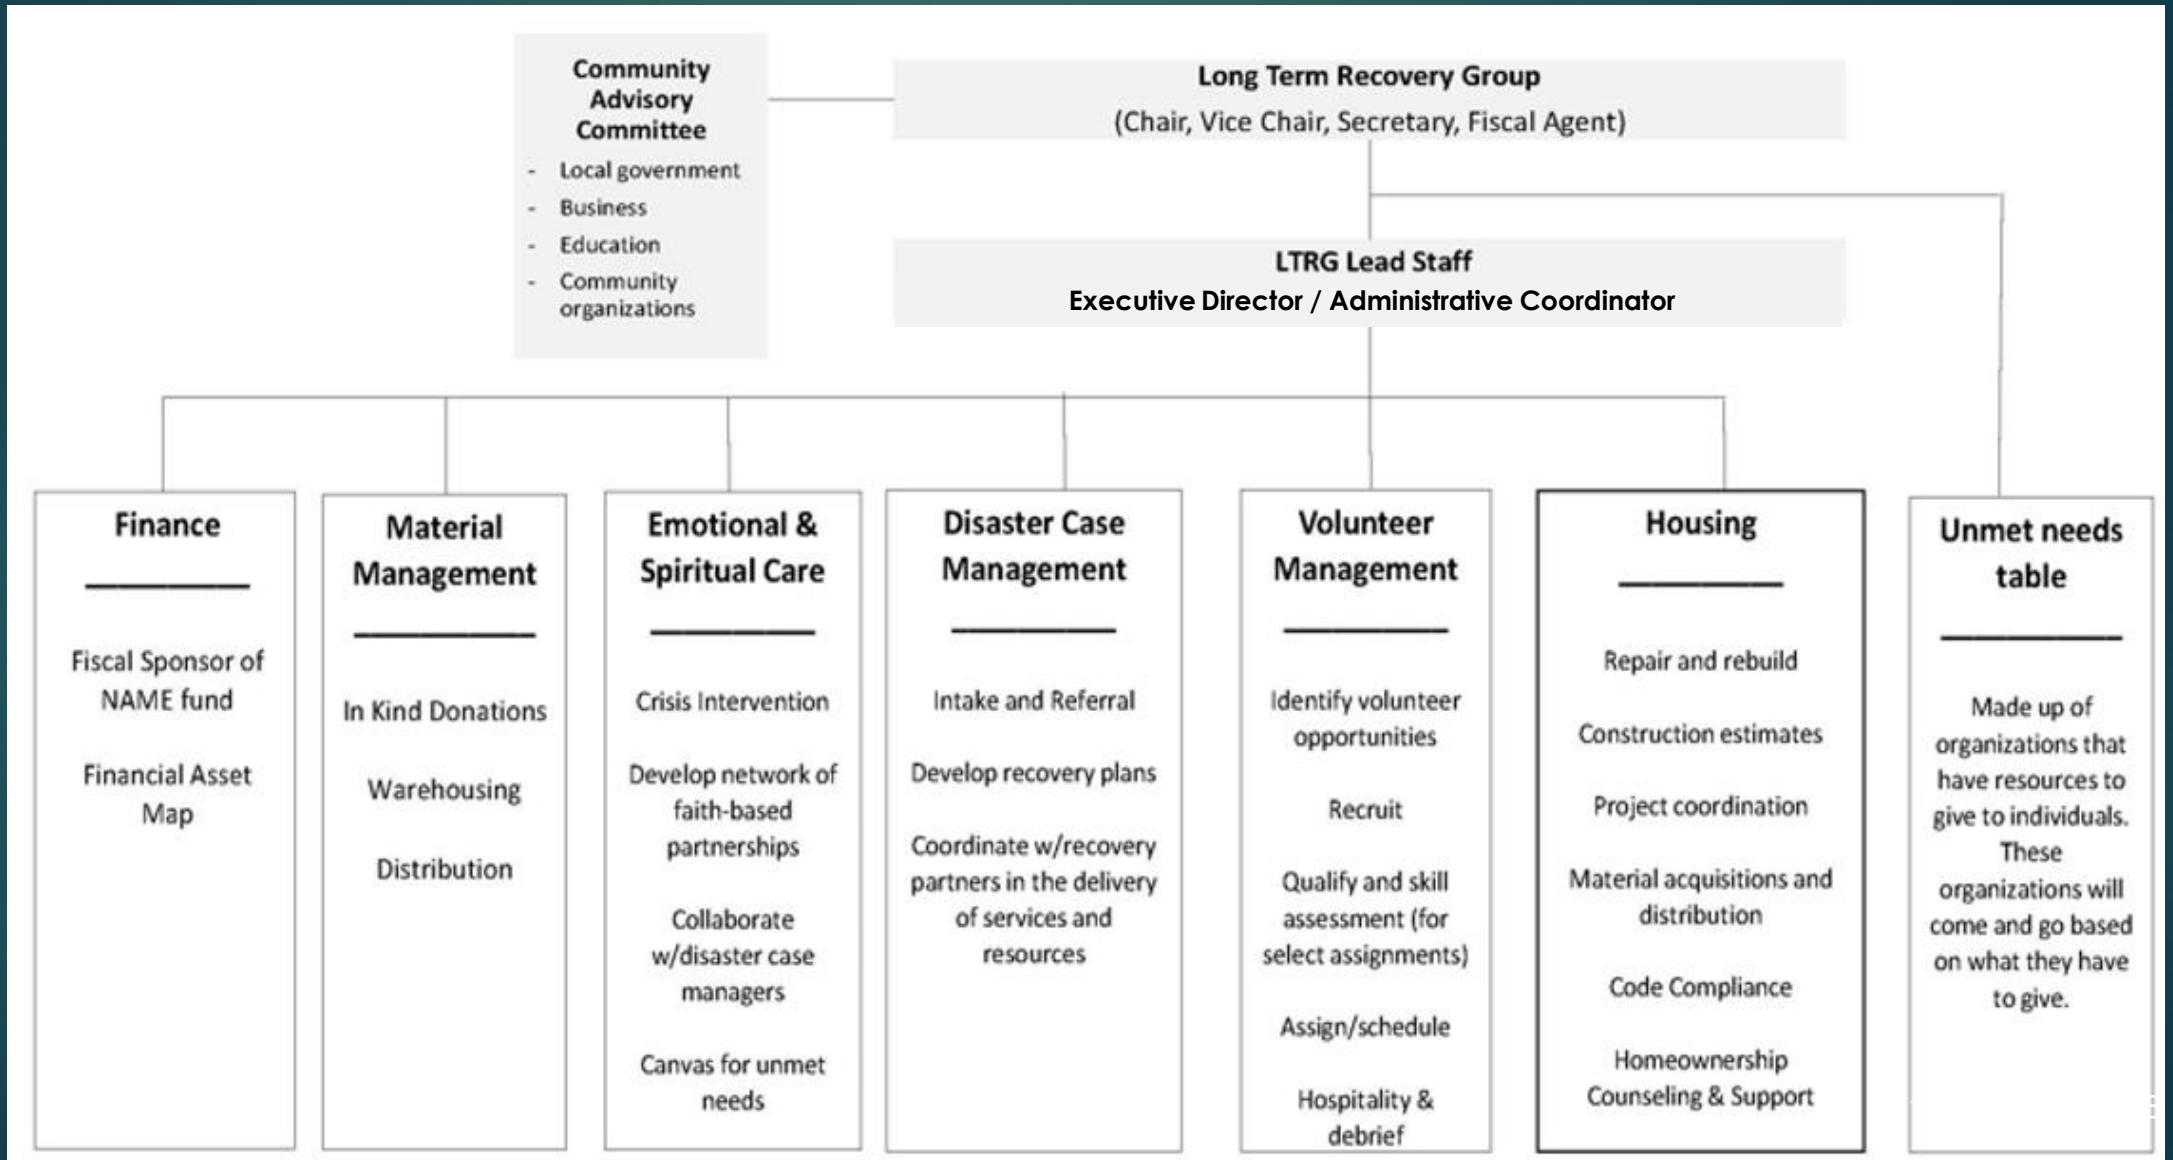 Community
Advisory
Committee
- Local government
- Business
- Education
- Community
organizations
Long Term Recovery Group
(Chair, Vice Chair, Secretary, Fiscal Agent)
LTRG Lead Staff
Executive Director / Administrative Coordinator
Finance
Fiscal Sponsor of
NAME fund
Financial Asset
Map
Material
Management
In Kind Donations
Warehousing
Distribution
Emotional &
Spiritual Care
Crisis Intervention
Develop network of
faith-based
partnerships
Collaborate
w/disaster case
managers
Canvas for unmet
needs
Disaster Case
Management
Intake and Referral
Develop recovery plans
Coordinate w/recovery
partners in the delivery
of services and
resources
Volunteer
Management
Identify volunteer
opportunities
Recruit
Qualify and skill
assessment (for
select assignments)
Assign/schedule
Hospitality &
debrief
Housing
Repair and rebuild
Construction estimates
Project coordination
Material acquisitions and
distribution
Code Compliance
Homeownership
Counseling & Support
Unmet needs
table
Made up of
organizations that
have resources to
give to individuals.
These
organizations will
come and go based
on what they have
to give.